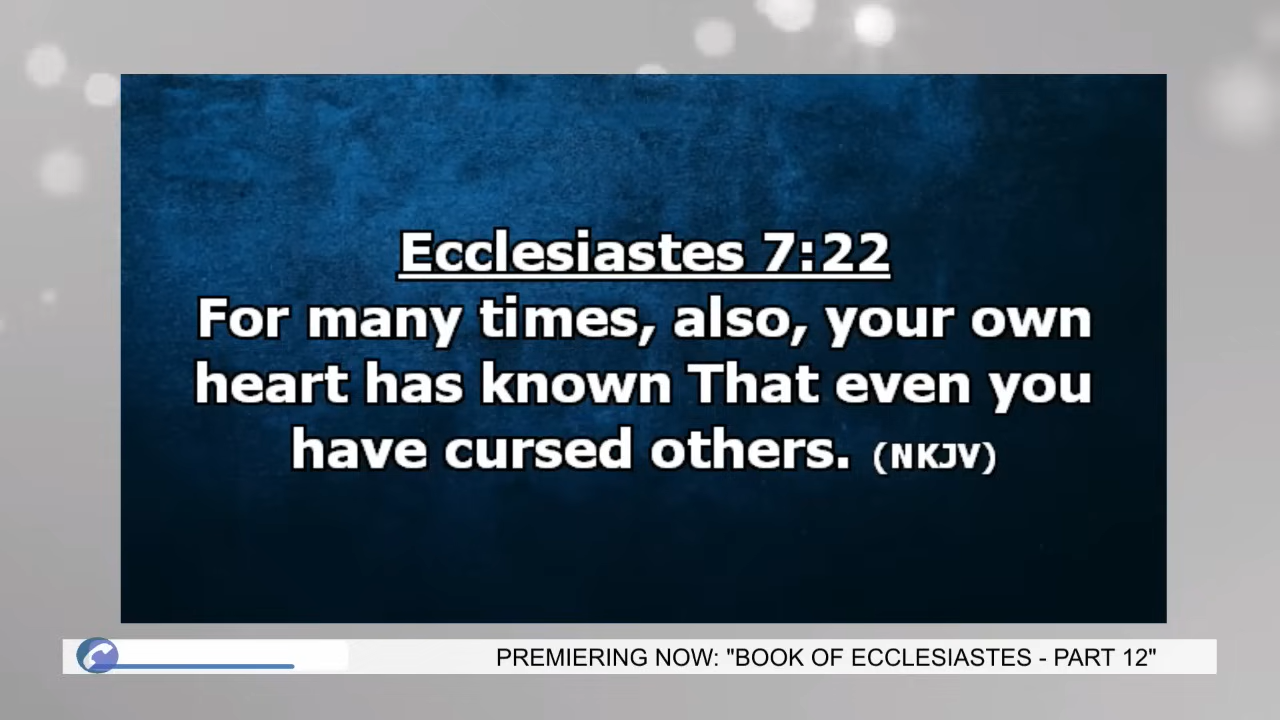 Ecclesiastes 7:22
For many times, also, your own
heart has known That even you
have cursed others. (NKJV)
PREMIERING NOW: "BOOK OF ECCLESIASTES - PART 12"